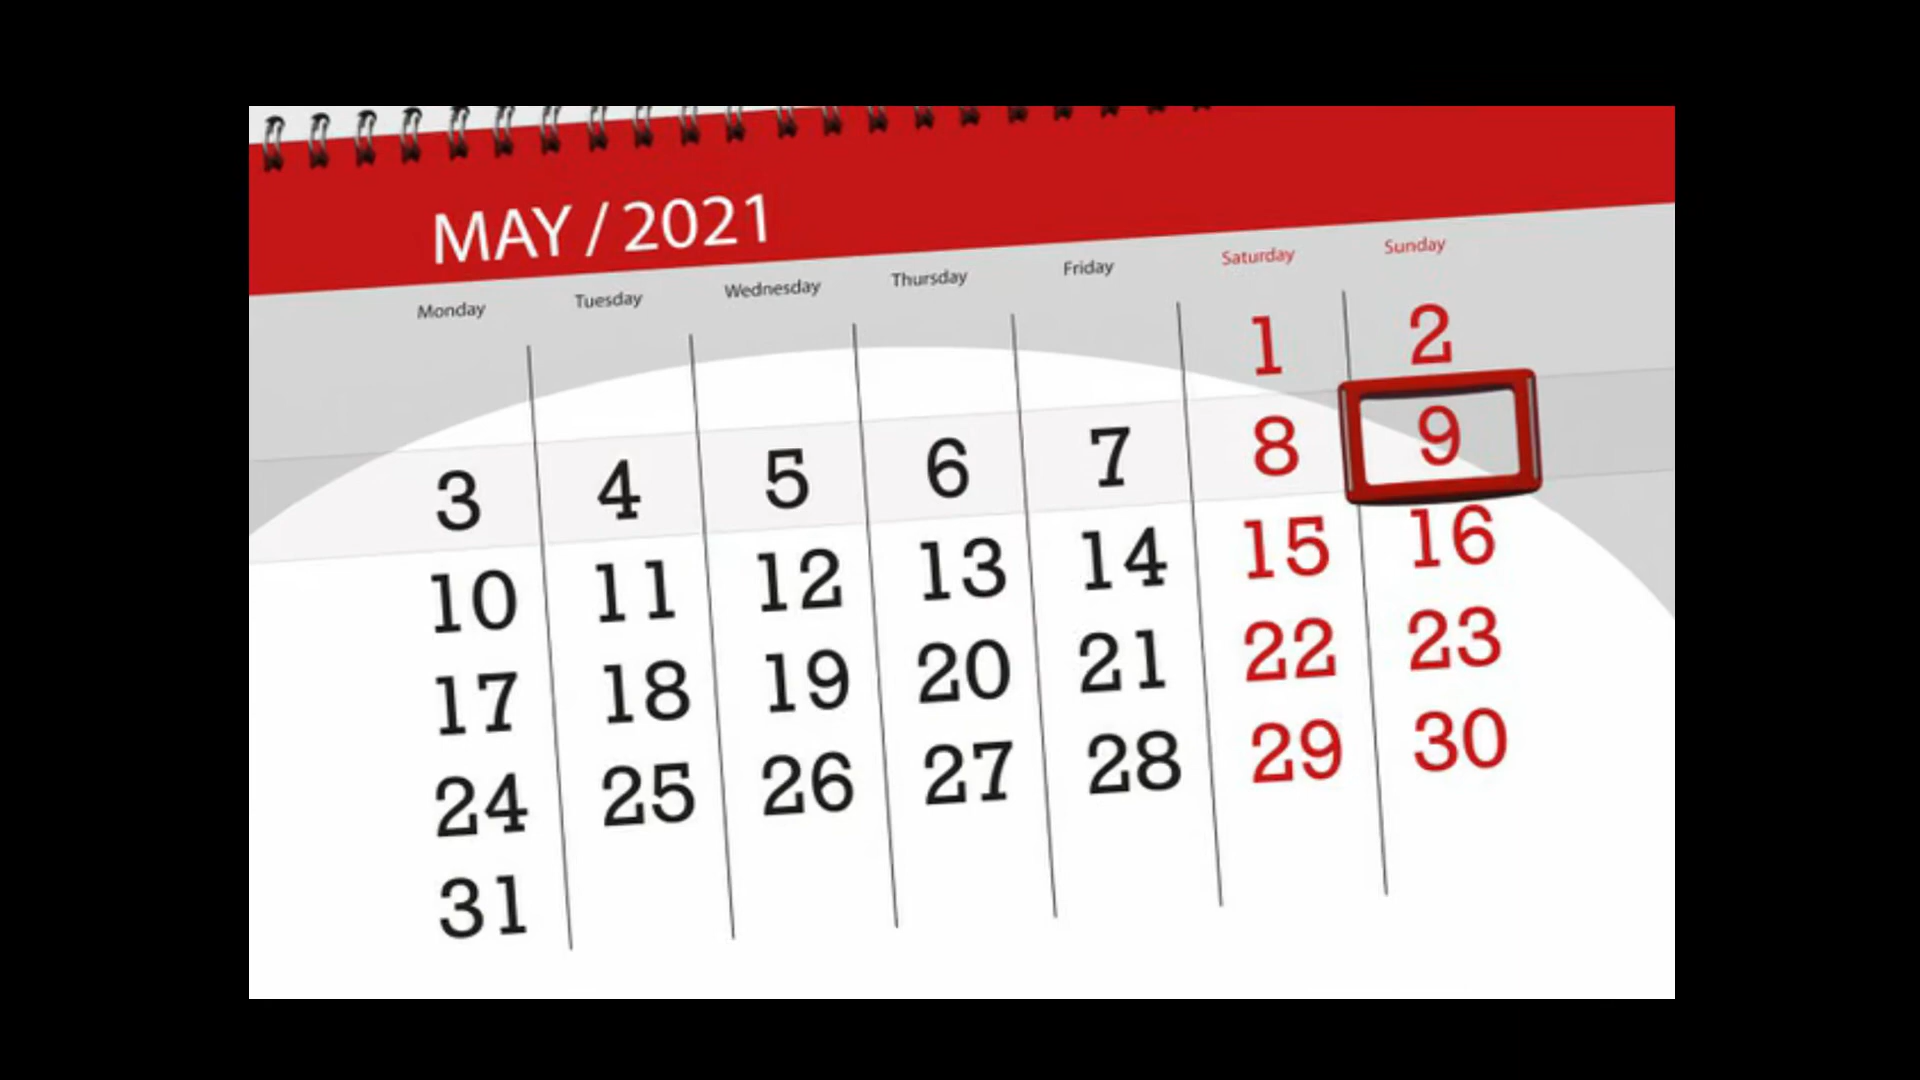 MAY / 2021
Monday Tuesday Wednesday Thursday Friday Saturday Sunday
1 2
3 4 5 6 7 8 9
10 11 12 13 14 15 16
17 18 19 20 21 22 23
24 25 26 27 28 29 30
31